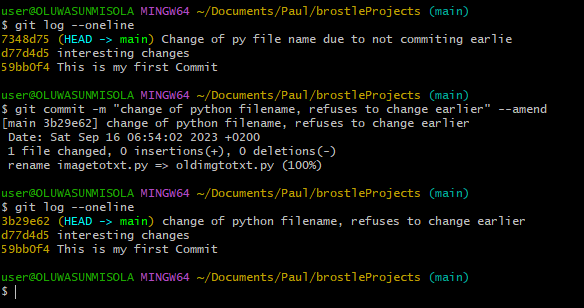 user@OLUWASUNMISOLA MINGW64 ~/Documents/Paul/brostleProjects (main)
$ git log --oneline
7348d75 (HEAD -> main) Change of py file name due to not commiting earlie
d77d4d5 interesting changes
59bb0f4 This is my first Commit
user@OLUWASUNMISOLA MINGW64 ~/Documents/Paul/brostleProjects (main)
$ git commit -m "change of python filename, refuses to change earlier" --amend
[main 3b29e62] change of python filename, refuses to change earlier
Date: Sat Sep 16 06:54:02 2023 +0200
1 file changed, 0 insertions(+), 0 deletions(-)
rename imagetotxt.py => oldimgtotxt.py (100%)
user@OLUWASUNMISOLA MINGW64 ~/Documents/Paul/brostleProjects (main)
$ git log --oneline
3b29e62 (HEAD -> main) change of python filename, refuses to change earlier
d77d4d5 interesting changes
59bb0f4 This is my first Commit
user@OLUWASUNMISOLA MINGW64 ~/Documents/Paul/brostleProjects (main)
$